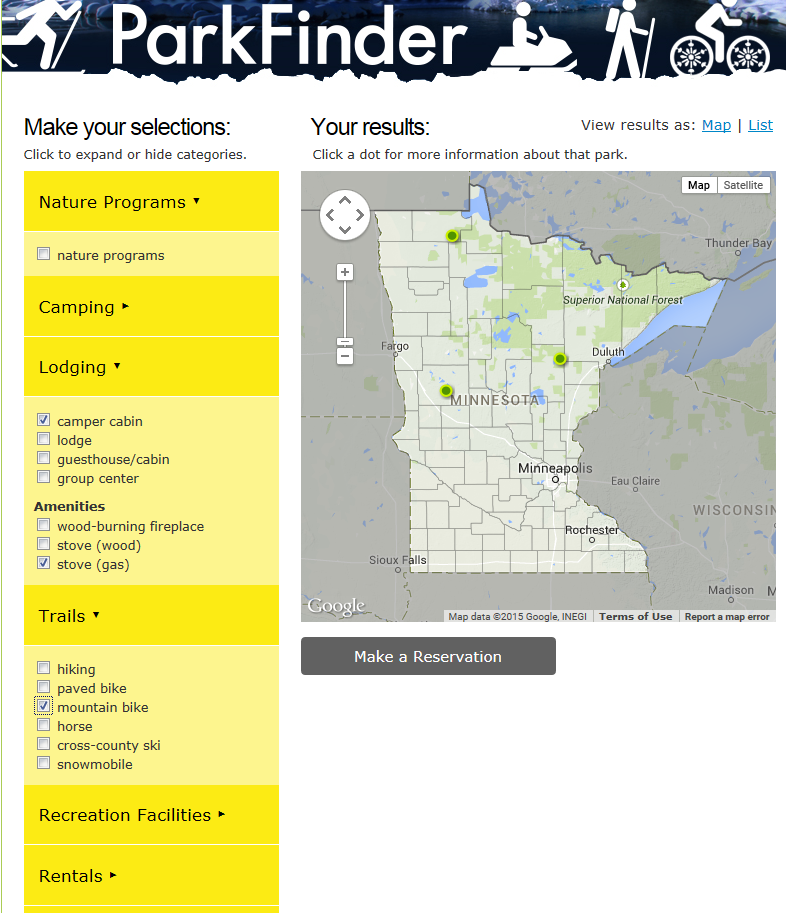 ParkFinder
Make your selections:
Click to expand or hide categories.
Nature Programs ▼
nature programs
Camping ►
Lodging ▼
camper cabin
lodge
guesthouse/cabin
group center
Amenities
wood-burning fireplace
stove (wood)
stove (gas)
Trails ▼
hiking
paved bike
mountain bike
horse
cross-county ski
snowmobile
Recreation Facilities ►
Rentals ►
Your results:
View results as: Map | List
Click a dot for more information about that park.
Map Satellite
Thunder Bay
Superior National Forest
Fargo
Duluth
MINNESOTA
Minneapolis
Eau Claire
WISCONSIN
Rochester
Sioux Falls
Madison
M
Google
Map data ©2015 Google, INEGI Terms of Use Report a map error
Make a Reservation